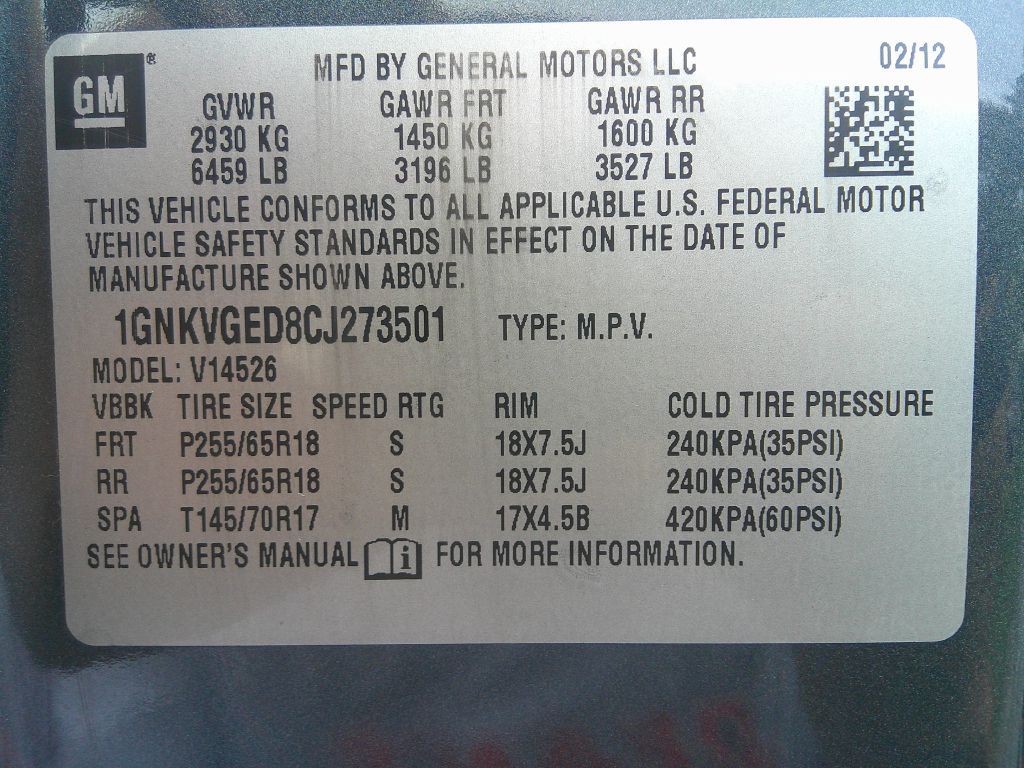 GM ® MFD BY GENERAL MOTORS LLC 02/12
GVWR GAWR FRT GAWR RR
2930 KG 1450 KG 1600 KG
6459 LB 3196 LB 3527 LB
THIS VEHICLE CONFORMS TO ALL APPLICABLE U.S. FEDERAL MOTOR
VEHICLE SAFETY STANDARDS IN EFFECT ON THE DATE OF
MANUFACTURE SHOWN ABOVE.
1GNKVGED8CJ273501 TYPE: M.P.V.
MODEL: V14526
VBBK TIRE SIZE SPEED RTG RIM COLD TIRE PRESSURE
FRT P255/65R18 S 18X7.5J 240KPA(35PSI)
RR P255/65R18 S 18X7.5J 240KPA(35PSI)
SPA T145/70R17 M 17X4.5B 420KPA(60PSI)
SEE OWNER'S MANUAL i FOR MORE INFORMATION.